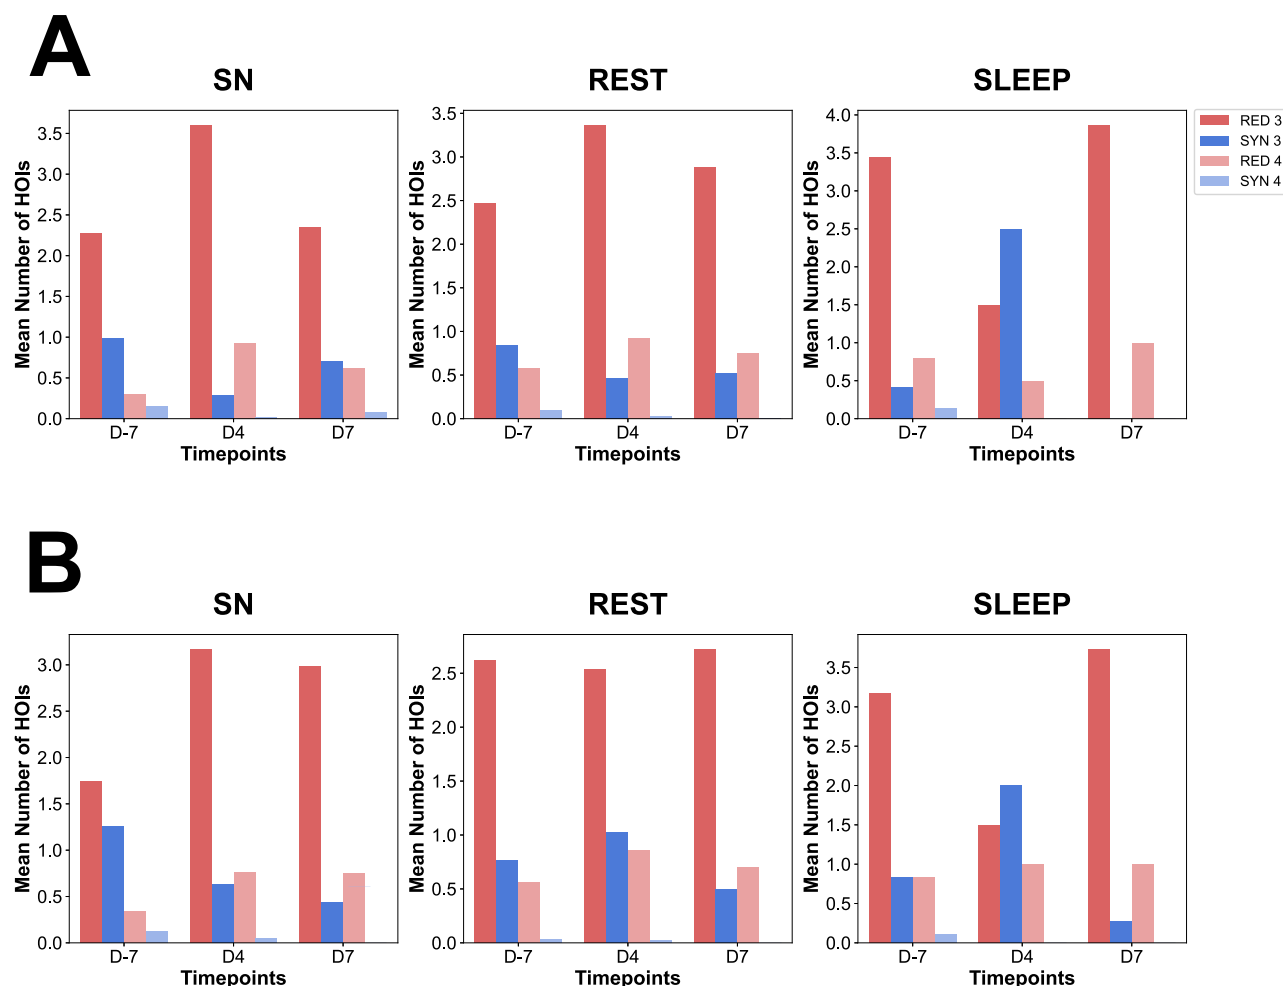 A
SN
REST
SLEEP
Mean Number of HOIs
3.5
3.0
2.5
2.0
1.5
1.0
0.5
0.0
D-7
D4
D7
Timepoints
Mean Number of HOIs
3.5
3.0
2.5
2.0
1.5
1.0
0.5
0.0
D-7
D4
D7
Timepoints
Mean Number of HOIs
4.0
3.5
3.0
2.5
2.0
1.5
1.0
0.5
0.0
D-7
D4
D7
Timepoints
RED 3
SYN 3
RED 4
SYN 4
B
SN
REST
SLEEP
Mean Number of HOIs
3.0
2.5
2.0
1.5
1.0
0.5
0.0
D-7
D4
D7
Timepoints
Mean Number of HOIs
2.5
2.0
1.5
1.0
0.5
0.0
D-7
D4
D7
Timepoints
Mean Number of HOIs
3.5
3.0
2.5
2.0
1.5
1.0
0.5
0.0
D-7
D4
D7
Timepoints